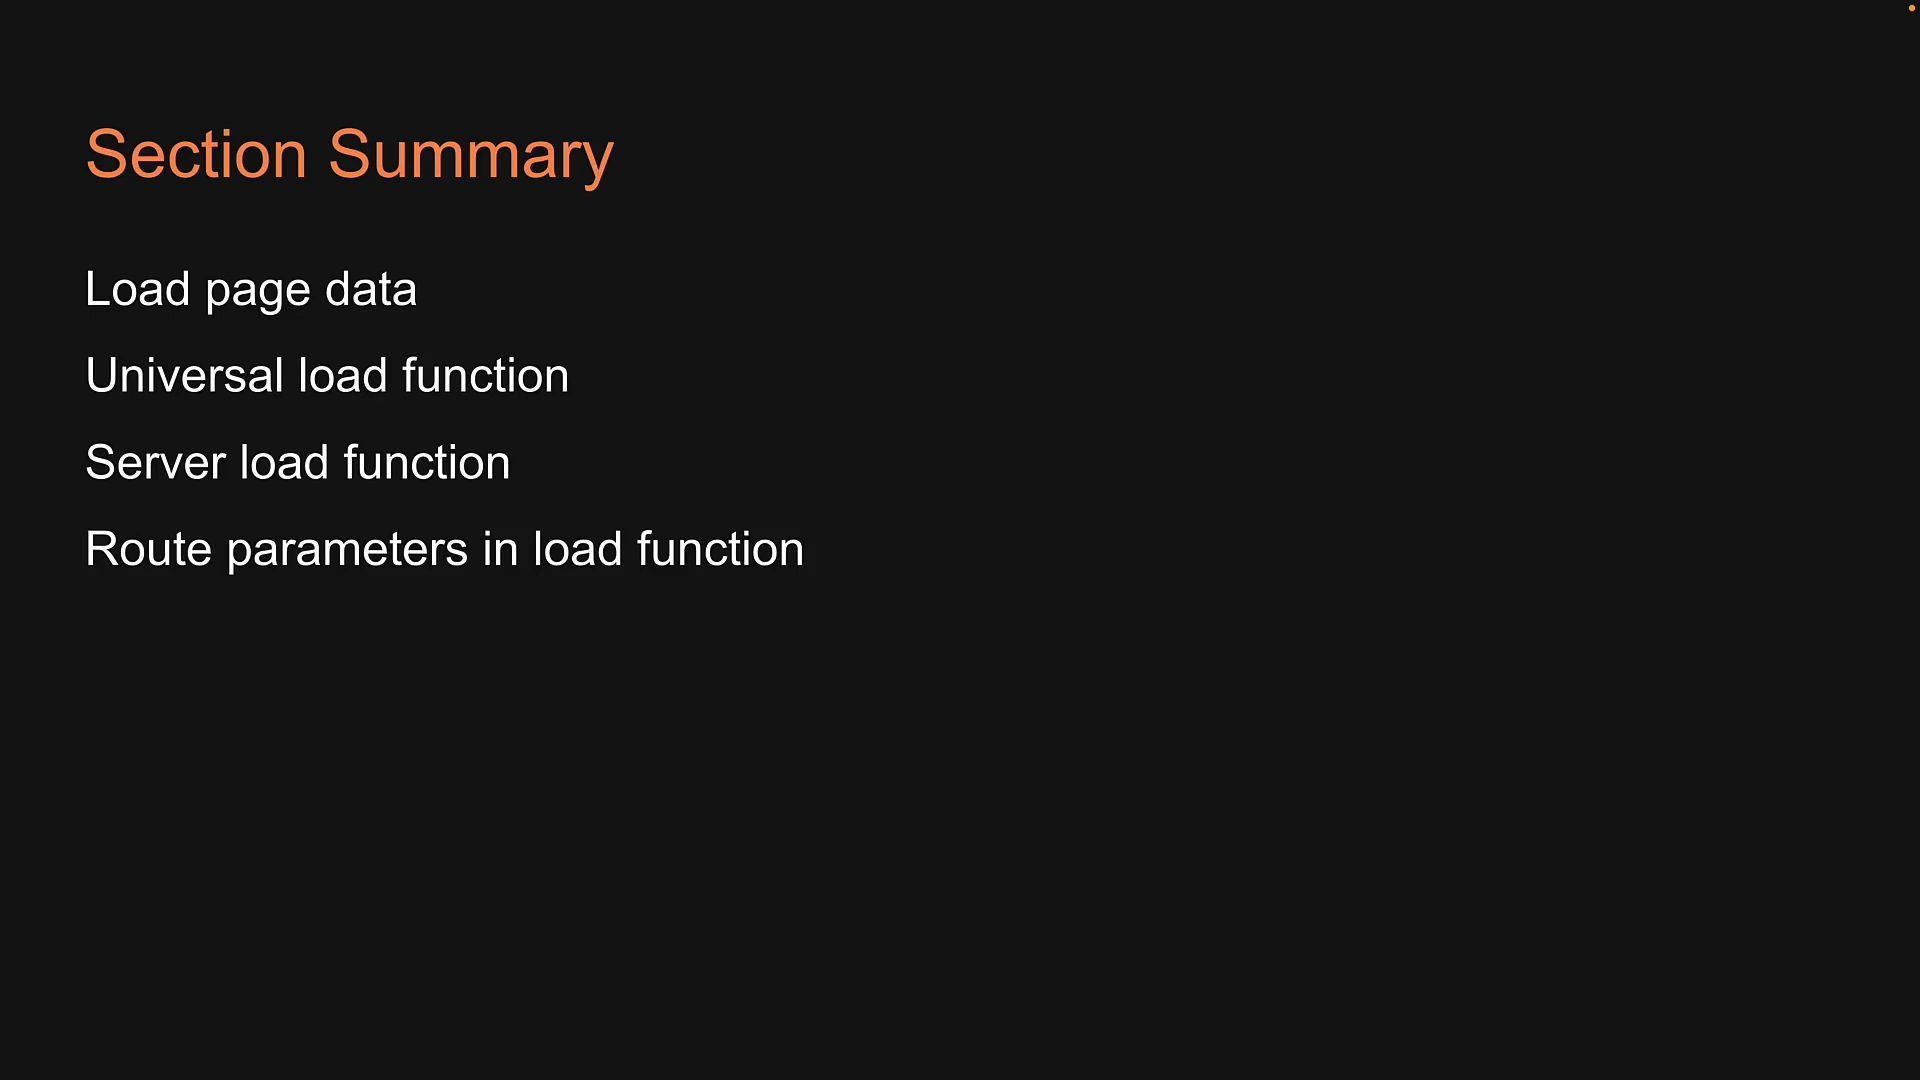 Section Summary
Load page data
Universal load function
Server load function
Route parameters in load function